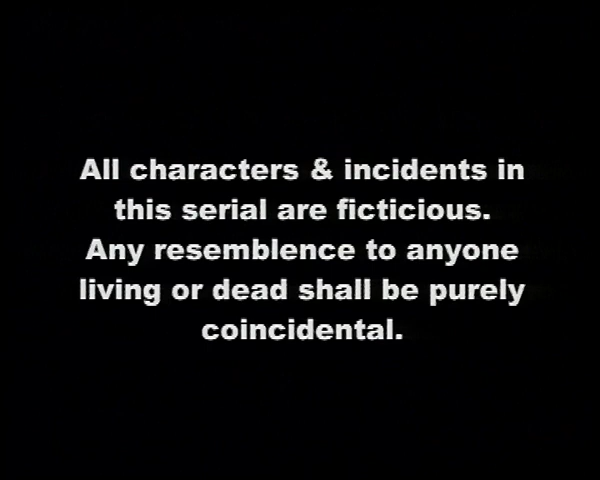 All characters & incidents in
this serial are ficticious.
Any resemblence to anyone
living or dead shall be purely
coincidental.